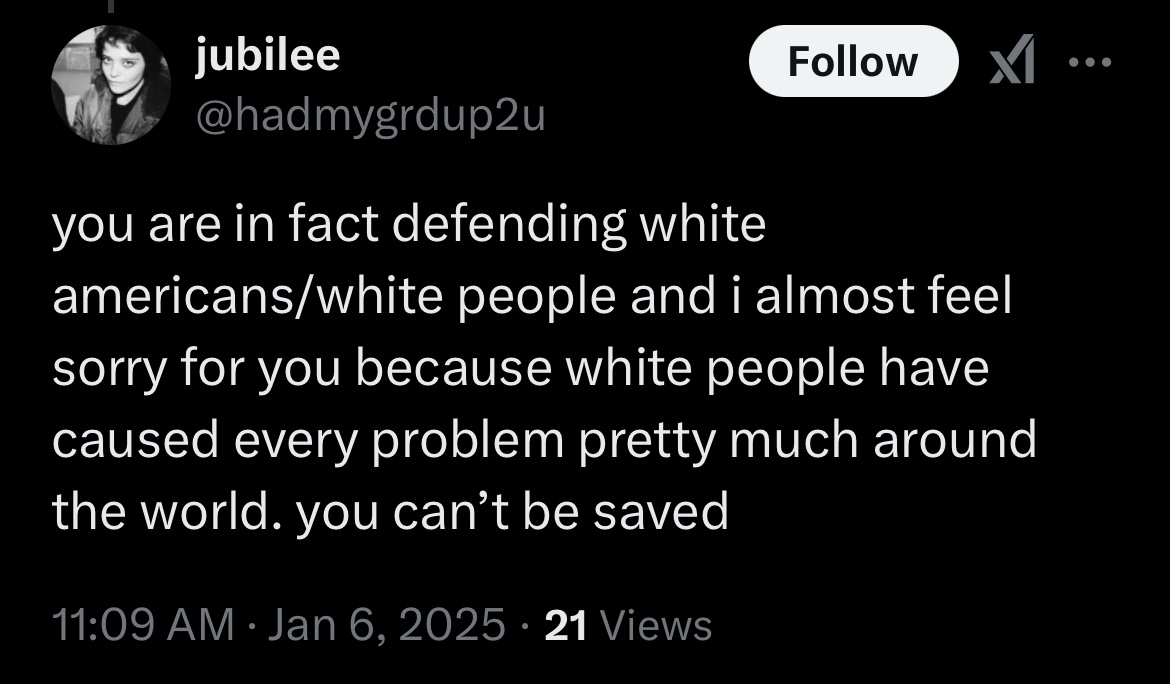 jubilee
Follow
@hadmygrdup2u
you are in fact defending white
americans/white people and i almost feel
sorry for you because white people have
caused every problem pretty much around
the world. you can’t be saved
11:09 AM · Jan 6, 2025 · 21 Views